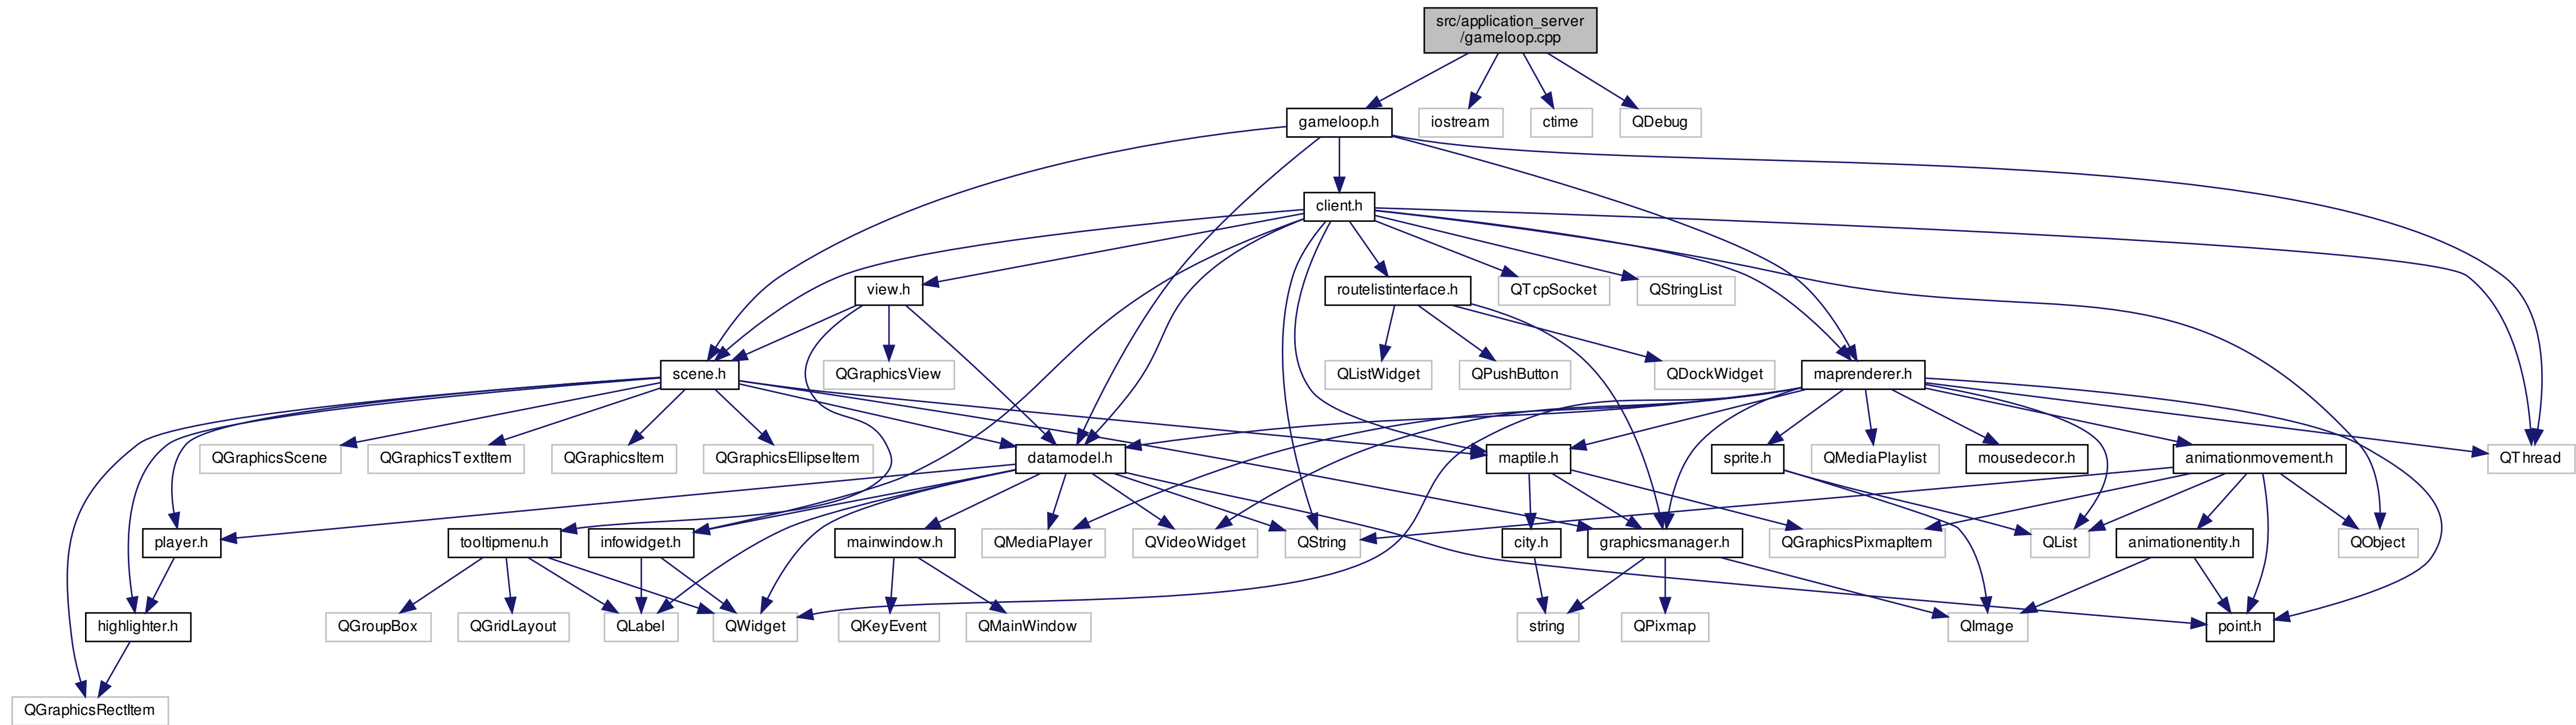 src/application_server
/gameloop.cpp
gameloop.h
iostream
ctime
QDebug
client.h
view.h
routelistinterface.h
QTcpSocket
QStringList
scene.h
QGraphicsView
QListWidget
QPushButton
QDockWidget
maprenderer.h
QGraphicsScene
QGraphicsTextItem
QGraphicsItem
QGraphicsEllipseItem
datamodel.h
maptile.h
sprite.h
QMediaPlaylist
mousedecor.h
animationmovement.h
QThread
player.h
tooltipmenu.h
infowidget.h
mainwindow.h
QMediaPlayer
QVideoWidget
QString
city.h
graphicsmanager.h
QGraphicsPixmapItem
QList
animationentity.h
QObject
highlighter.h
QGroupBox
QGridLayout
QLabel
QWidget
QKeyEvent
QMainWindow
string
QPixmap
QImage
point.h
QGraphicsRectItem